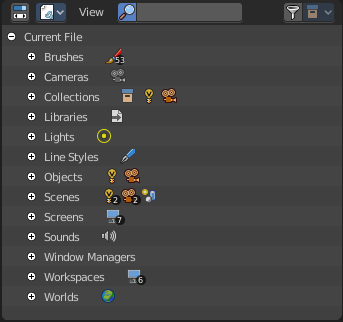 View
Current File
Brushes 53
Cameras
Collections
Libraries
Lights
Line Styles
Objects
Scenes 2 2
Screens 7
Sounds
Window Managers
Workspaces 6
Worlds